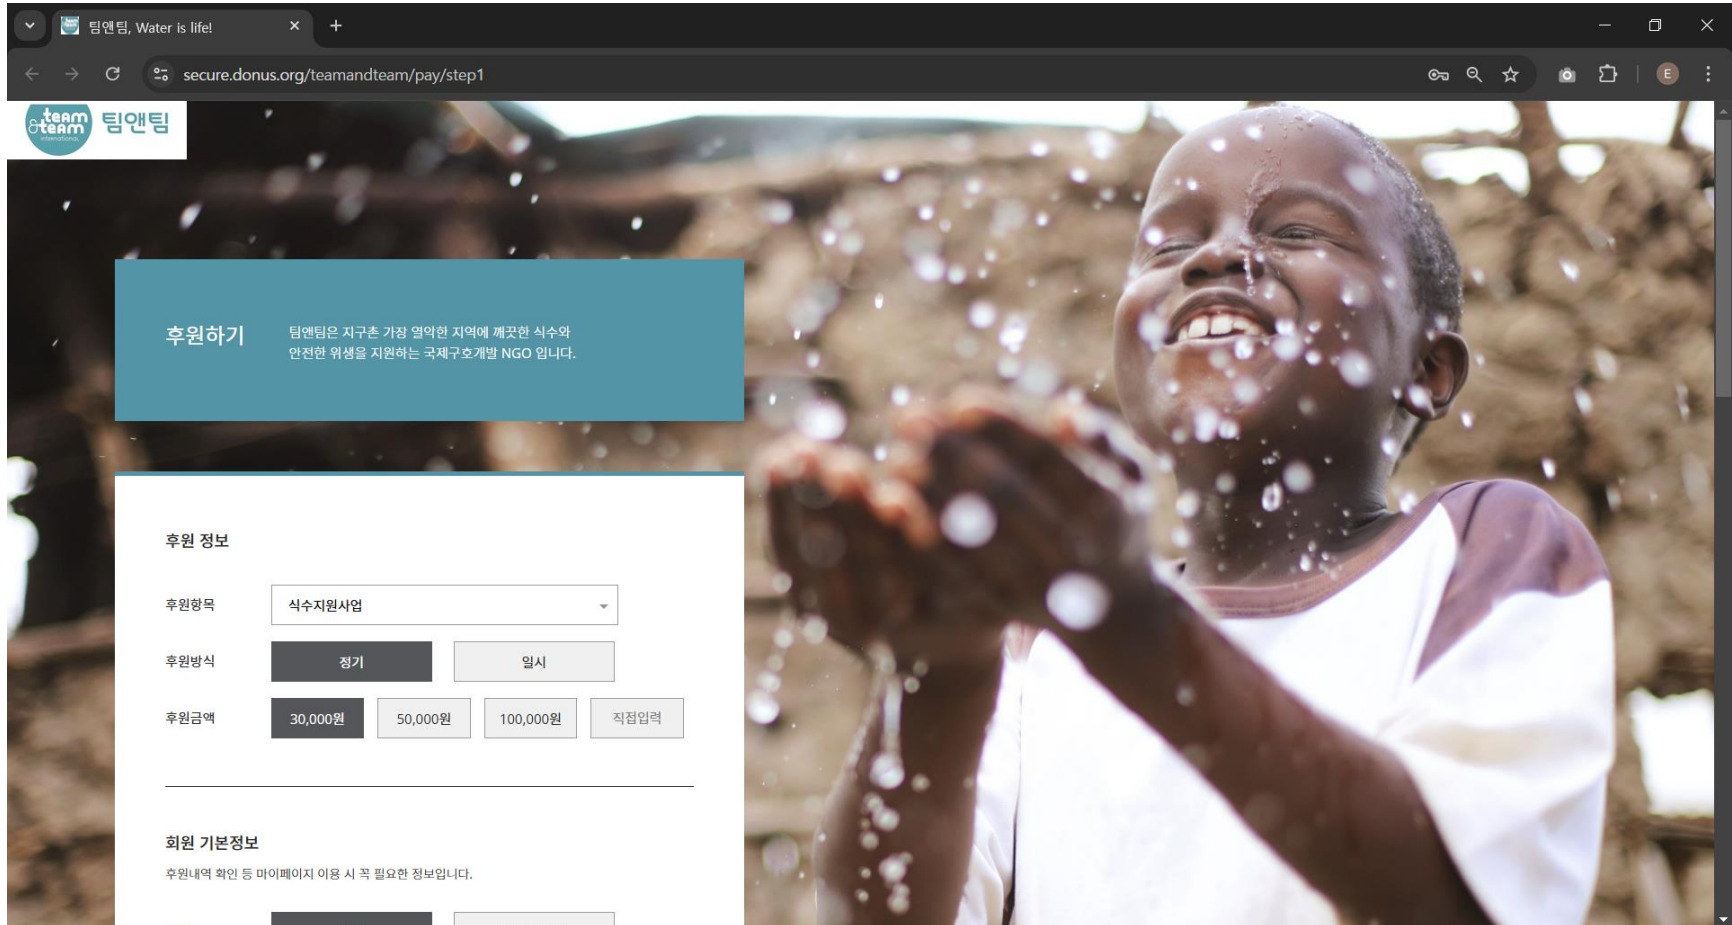 팀앤팀, Water is life!
secure.donus.org/teamandteam/pay/step1
E
team
&team
international.
팀앤팀
후원하기
팀앤팀은 지구촌 가장 열악한 지역에 깨끗한 식수와
안전한 위생을 지원하는 국제구호개발 NGO 입니다.
후원 정보
후원항목
식수지원사업
후원방식
정기
일시
후원금액
30,000원
50,000원
100,000원
직접입력
회원 기본정보
후원내역 확인 등 마이페이지 이용 시 꼭 필요한 정보입니다.